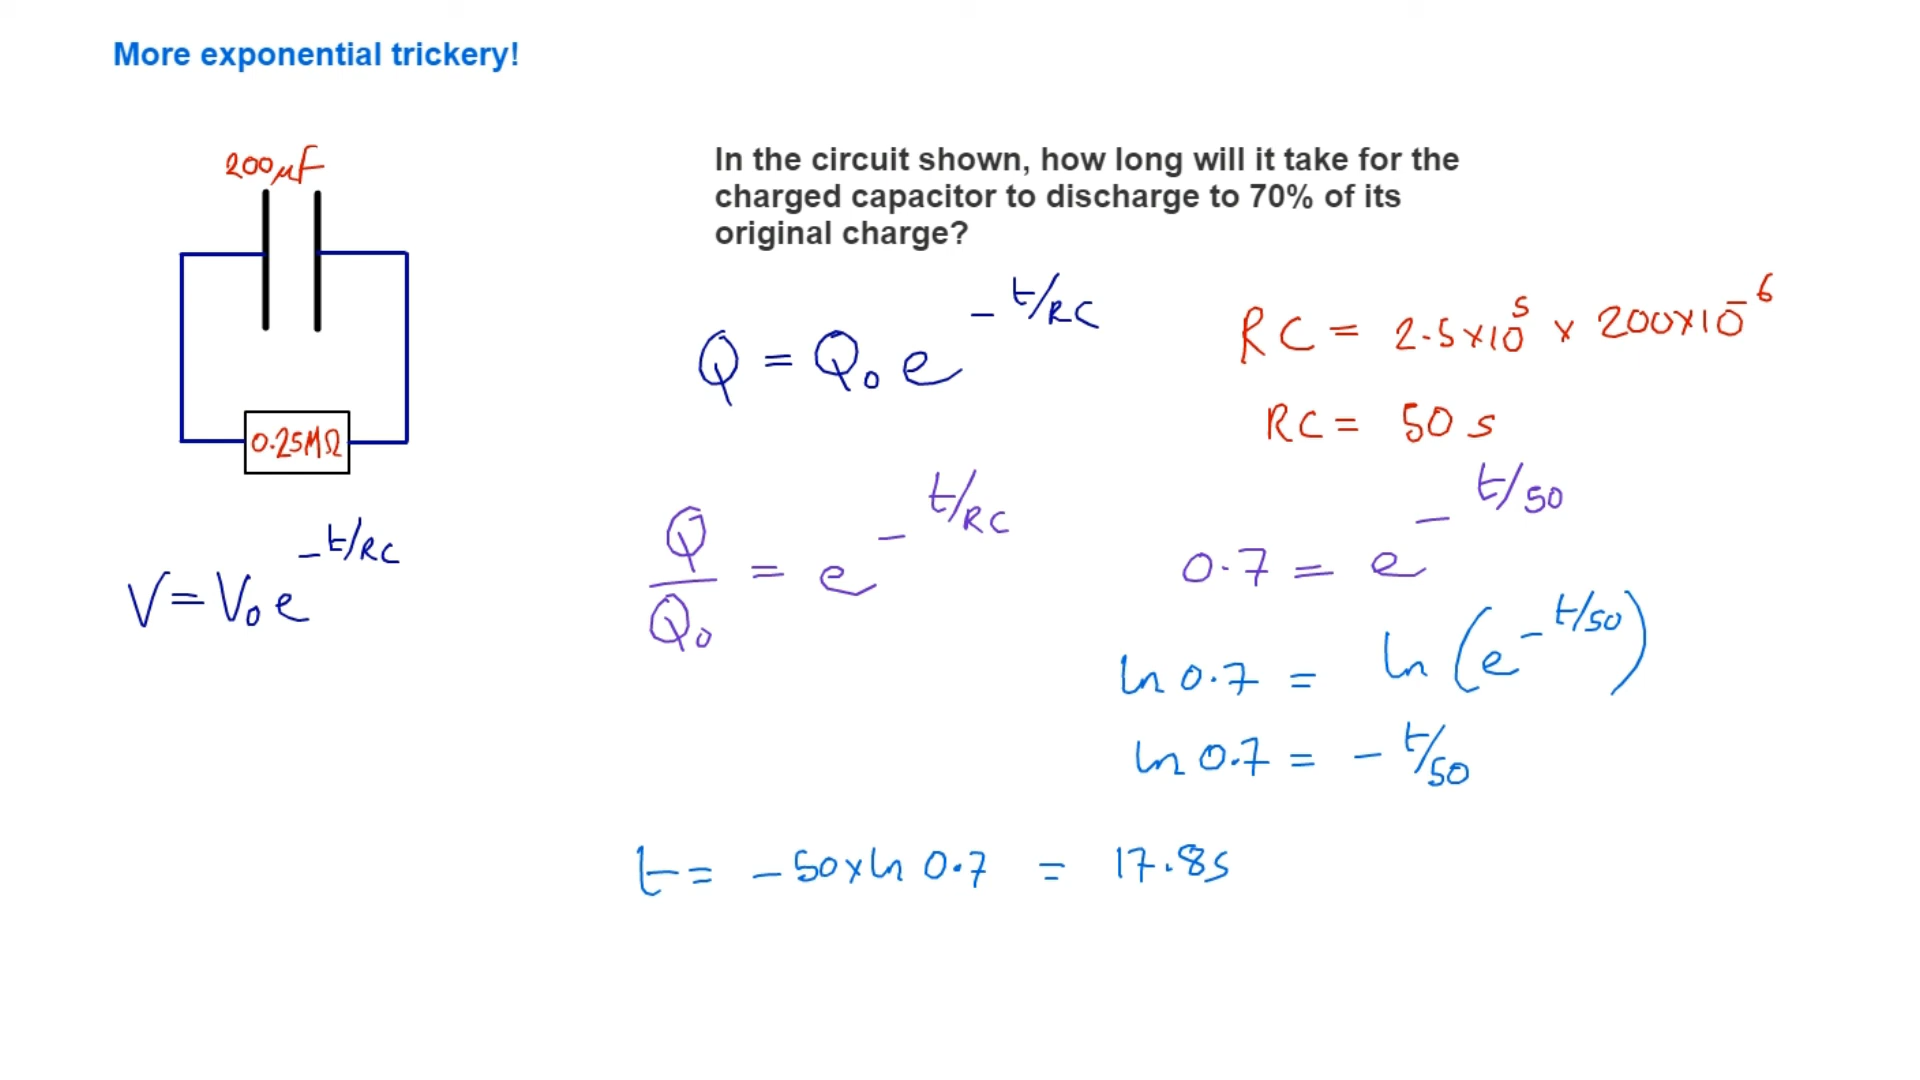 More exponential trickery!
200μF
0.25MΩ
V = V₀ e^(-t/RC)
In the circuit shown, how long will it take for the
charged capacitor to discharge to 70% of its
original charge?
Q = Q₀ e^(-t/RC)
RC = 2.5×10⁵ × 200×10⁻⁶
RC = 50 s
Q/Q₀ = e^(-t/RC)
0.7 = e^(-t/50)
ln 0.7 = ln (e^(-t/50))
ln 0.7 = - t/50
t = - 50 × ln 0.7 = 17.8s